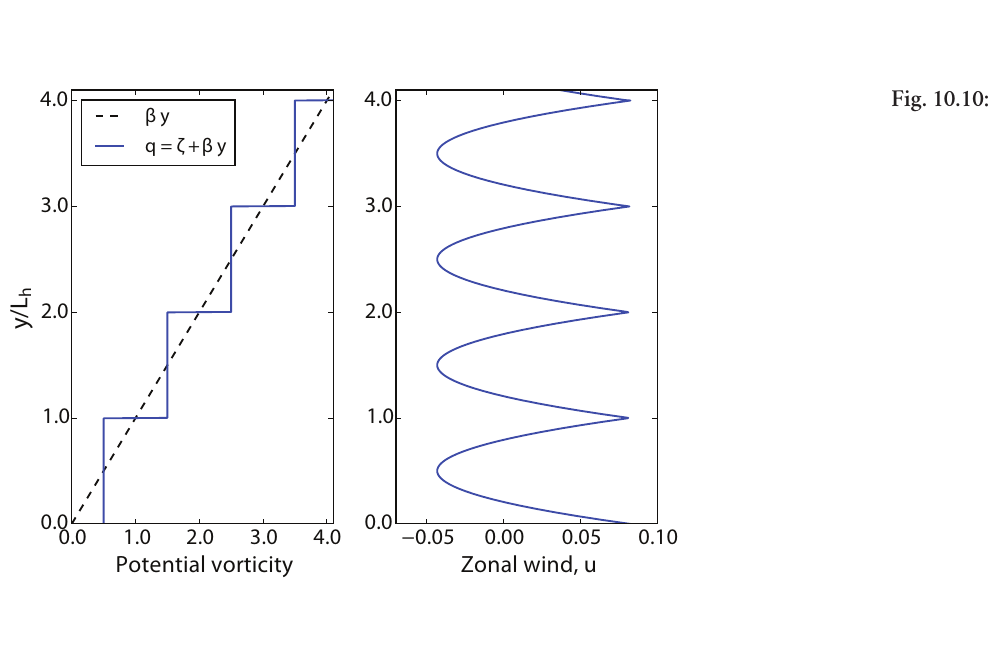 Fig. 10.10:
β y
q = ζ + β y
4.0
3.0
2.0
1.0
0.0
y/Lₕ
0.0 1.0 2.0 3.0 4.0
Potential vorticity
4.0
3.0
2.0
1.0
0.0
−0.05 0.00 0.05 0.10
Zonal wind, u